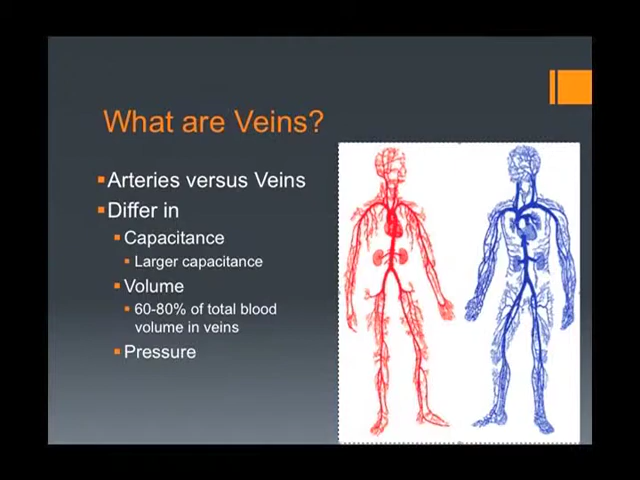 What are Veins?
Arteries versus Veins
Differ in
Capacitance
Larger capacitance
Volume
60-80% of total blood
volume in veins
Pressure